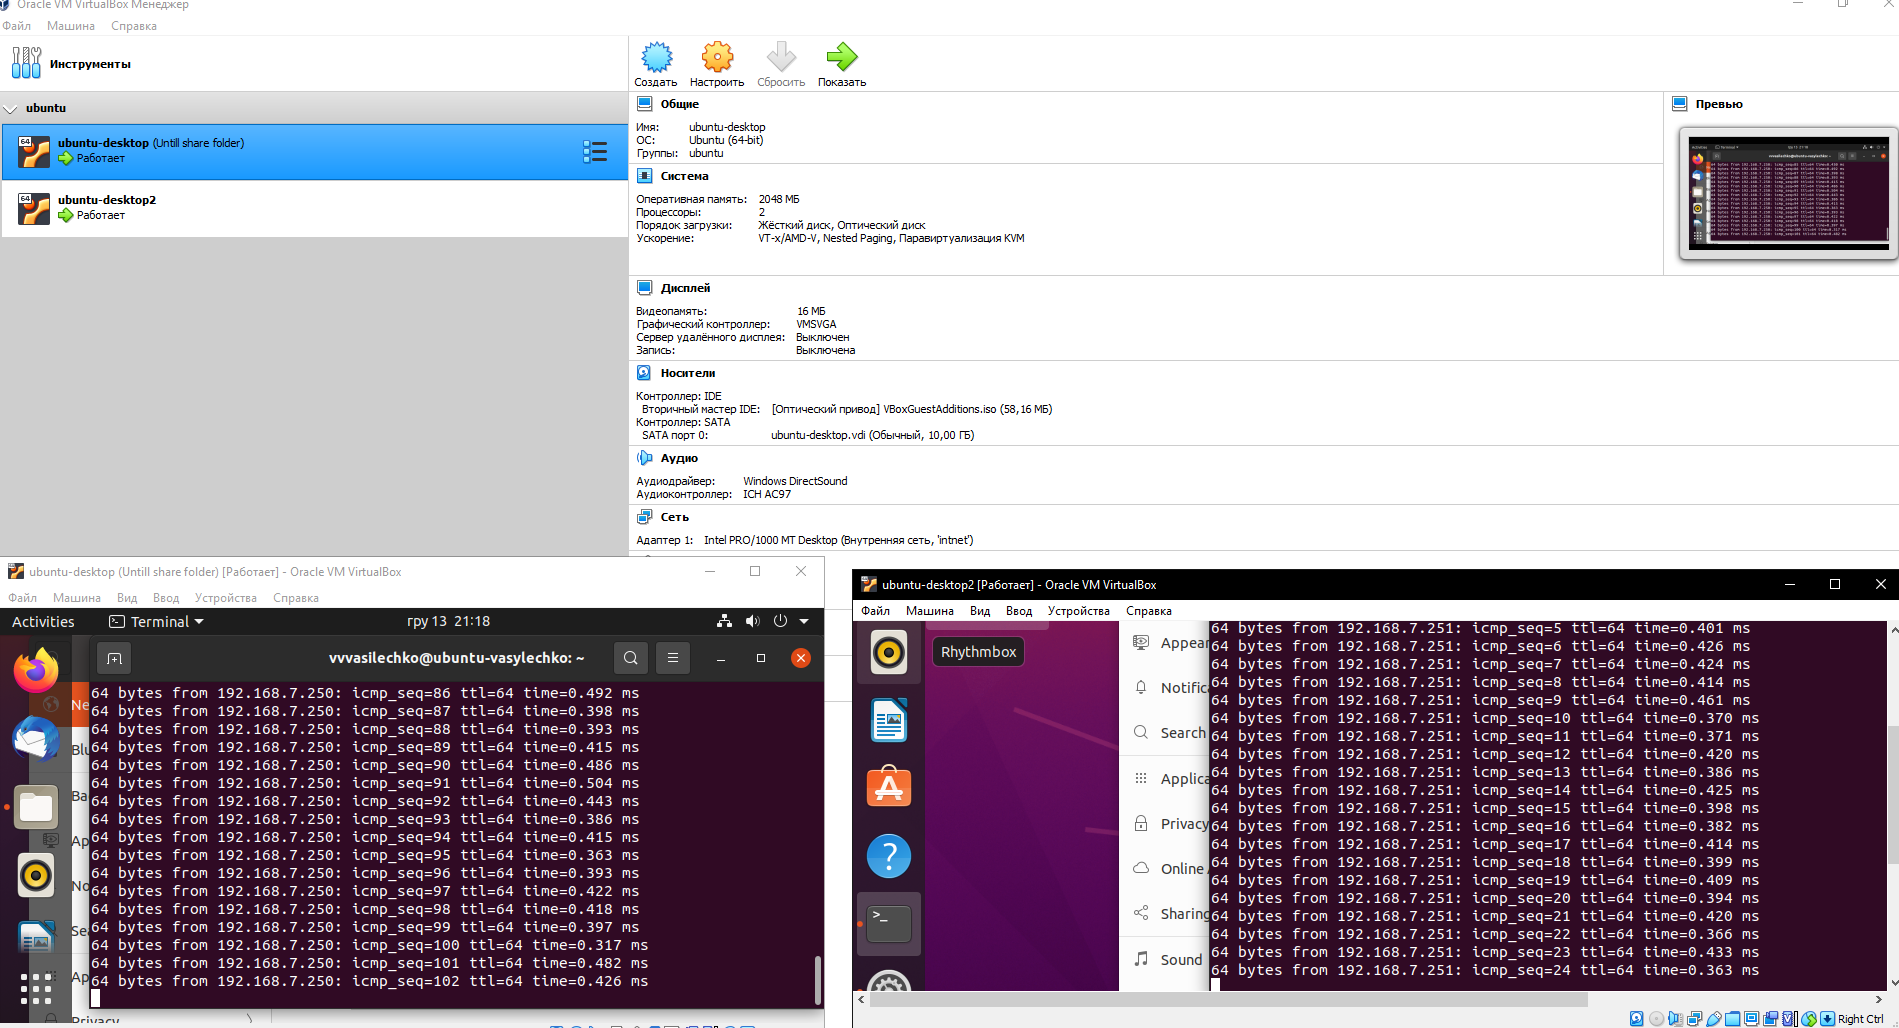 Oracle VM VirtualBox Менеджер
Файл Машина Справка
Инструменты
Создать Настроить Сбросить Показать
ubuntu
64 ubuntu-desktop (Untill share folder)
Работает
64 ubuntu-desktop2
Работает
Общие
Имя: ubuntu-desktop
ОС: Ubuntu (64-bit)
Группы: ubuntu
Система
Оперативная память: 2048 МБ
Процессоры: 2
Порядок загрузки: Жёсткий диск, Оптический диск
Ускорение: VT-x/AMD-V, Nested Paging, Паравиртуализация KVM
Превью
Дисплей
Видеопамять: 16 МБ
Графический контроллер: VMSVGA
Сервер удалённого дисплея: Выключен
Запись: Выключена
Носители
Контроллер: IDE
Вторичный мастер IDE: [Оптический привод] VBoxGuestAdditions.iso (58,16 МБ)
Контроллер: SATA
SATA порт 0: ubuntu-desktop.vdi (Обычный, 10,00 ГБ)
Аудио
Аудиодрайвер: Windows DirectSound
Аудиоконтроллер: ICH AC97
Сеть
Адаптер 1: Intel PRO/1000 MT Desktop (Внутренняя сеть, 'intnet')
ubuntu-desktop (Untill share folder) [Работает] - Oracle VM VirtualBox
Файл Машина Вид Ввод Устройства Справка
Activities Terminal гру 13 21:18
vvvasilechko@ubuntu-vasylechko: ~
64 bytes from 192.168.7.250: icmp_seq=86 ttl=64 time=0.492 ms
64 bytes from 192.168.7.250: icmp_seq=87 ttl=64 time=0.398 ms
64 bytes from 192.168.7.250: icmp_seq=88 ttl=64 time=0.393 ms
64 bytes from 192.168.7.250: icmp_seq=89 ttl=64 time=0.415 ms
64 bytes from 192.168.7.250: icmp_seq=90 ttl=64 time=0.486 ms
64 bytes from 192.168.7.250: icmp_seq=91 ttl=64 time=0.504 ms
64 bytes from 192.168.7.250: icmp_seq=92 ttl=64 time=0.443 ms
64 bytes from 192.168.7.250: icmp_seq=93 ttl=64 time=0.386 ms
64 bytes from 192.168.7.250: icmp_seq=94 ttl=64 time=0.415 ms
64 bytes from 192.168.7.250: icmp_seq=95 ttl=64 time=0.363 ms
64 bytes from 192.168.7.250: icmp_seq=96 ttl=64 time=0.393 ms
64 bytes from 192.168.7.250: icmp_seq=97 ttl=64 time=0.422 ms
64 bytes from 192.168.7.250: icmp_seq=98 ttl=64 time=0.418 ms
64 bytes from 192.168.7.250: icmp_seq=99 ttl=64 time=0.397 ms
64 bytes from 192.168.7.250: icmp_seq=100 ttl=64 time=0.317 ms
64 bytes from 192.168.7.250: icmp_seq=101 ttl=64 time=0.482 ms
64 bytes from 192.168.7.250: icmp_seq=102 ttl=64 time=0.426 ms
Privacy
ubuntu-desktop2 [Работает] - Oracle VM VirtualBox
Файл Машина Вид Ввод Устройства Справка
Rhythmbox
Appear
Notific
Search
Applica
Privacy
Online
Sharing
Sound
64 bytes from 192.168.7.251: icmp_seq=5 ttl=64 time=0.401 ms
64 bytes from 192.168.7.251: icmp_seq=6 ttl=64 time=0.426 ms
64 bytes from 192.168.7.251: icmp_seq=7 ttl=64 time=0.424 ms
64 bytes from 192.168.7.251: icmp_seq=8 ttl=64 time=0.414 ms
64 bytes from 192.168.7.251: icmp_seq=9 ttl=64 time=0.461 ms
64 bytes from 192.168.7.251: icmp_seq=10 ttl=64 time=0.370 ms
64 bytes from 192.168.7.251: icmp_seq=11 ttl=64 time=0.371 ms
64 bytes from 192.168.7.251: icmp_seq=12 ttl=64 time=0.420 ms
64 bytes from 192.168.7.251: icmp_seq=13 ttl=64 time=0.386 ms
64 bytes from 192.168.7.251: icmp_seq=14 ttl=64 time=0.425 ms
64 bytes from 192.168.7.251: icmp_seq=15 ttl=64 time=0.398 ms
64 bytes from 192.168.7.251: icmp_seq=16 ttl=64 time=0.382 ms
64 bytes from 192.168.7.251: icmp_seq=17 ttl=64 time=0.414 ms
64 bytes from 192.168.7.251: icmp_seq=18 ttl=64 time=0.399 ms
64 bytes from 192.168.7.251: icmp_seq=19 ttl=64 time=0.409 ms
64 bytes from 192.168.7.251: icmp_seq=20 ttl=64 time=0.394 ms
64 bytes from 192.168.7.251: icmp_seq=21 ttl=64 time=0.420 ms
64 bytes from 192.168.7.251: icmp_seq=22 ttl=64 time=0.366 ms
64 bytes from 192.168.7.251: icmp_seq=23 ttl=64 time=0.433 ms
64 bytes from 192.168.7.251: icmp_seq=24 ttl=64 time=0.363 ms
Right Ctrl